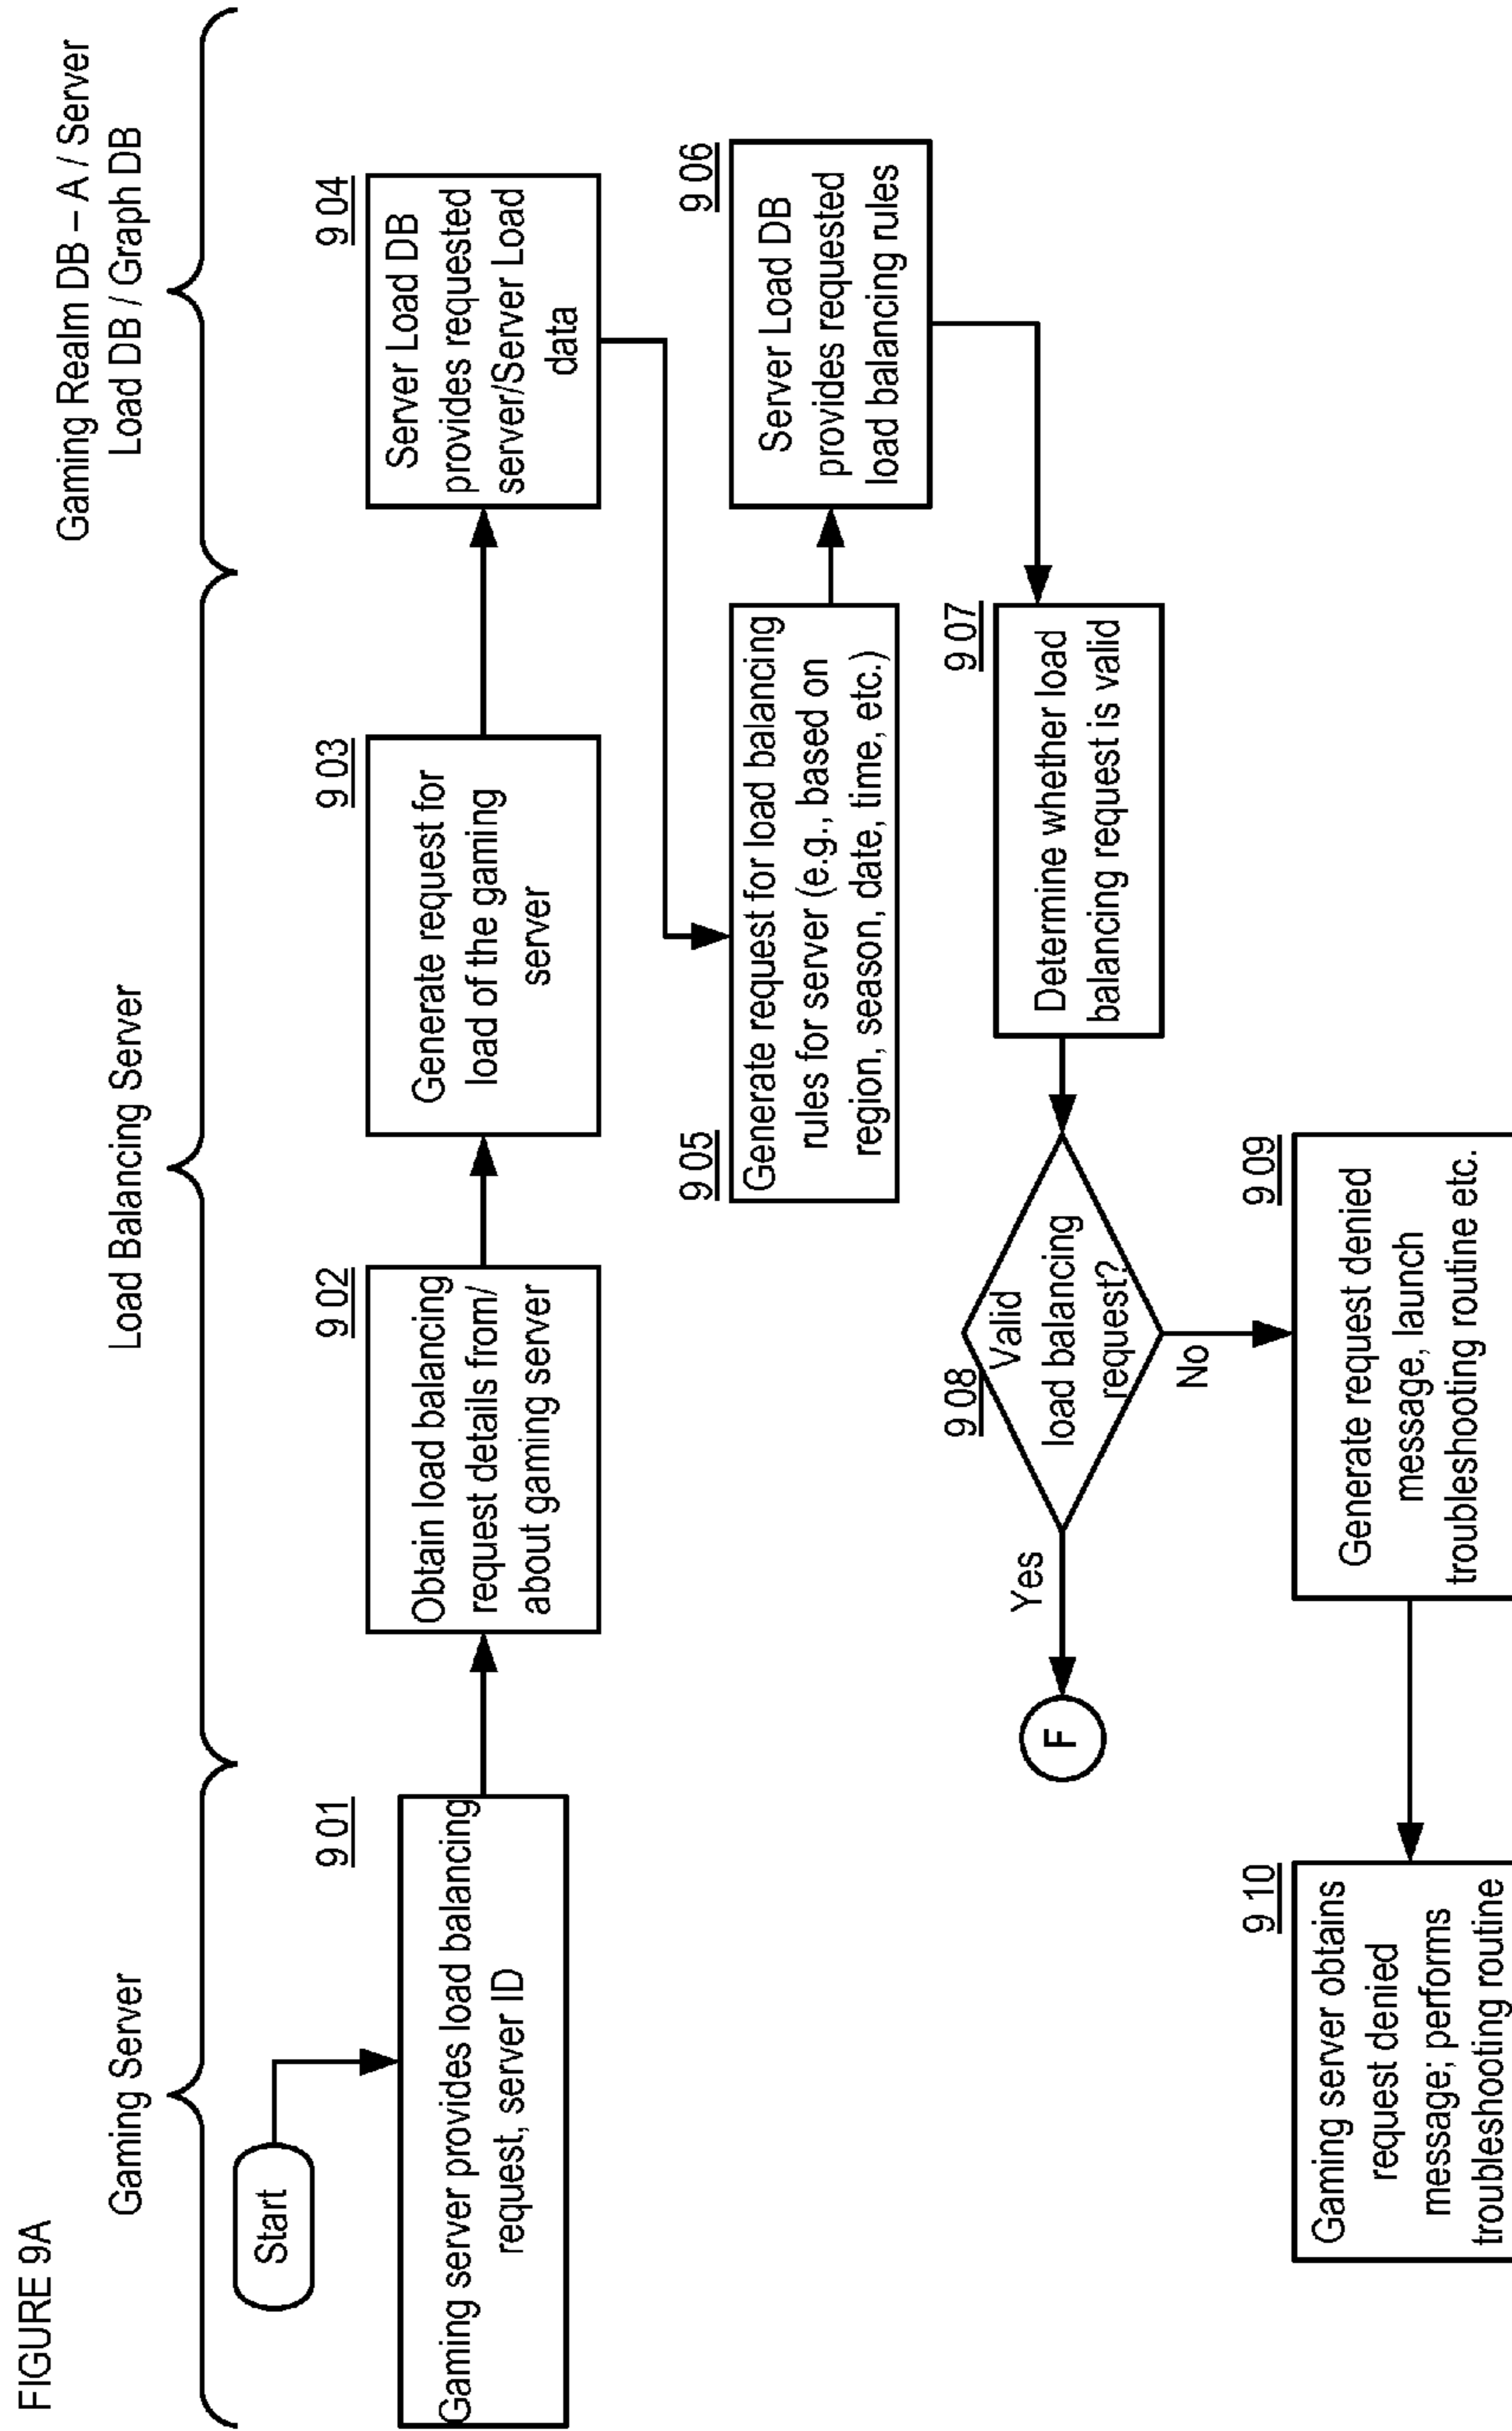 FIGURE 9A
Gaming Server
Load Balancing Server
Gaming Realm DB – A / Server
Load DB / Graph DB
Start
9 01
Gaming server provides load balancing
request, server ID
9 02
Obtain load balancing
request details from/
about gaming server
9 03
Generate request for
load of the gaming
server
9 04
Server Load DB
provides requested
server/Server Load
data
9 05
Generate request for load balancing
rules for server (e.g., based on
region, season, date, time, etc.)
9 06
Server Load DB
provides requested
load balancing rules
9 07
Determine whether load
balancing request is valid
9 08
Valid
load balancing
request?
Yes
F
No
9 09
Generate request denied
message, launch
troubleshooting routine etc.
9 10
Gaming server obtains
request denied
message; performs
troubleshooting routine